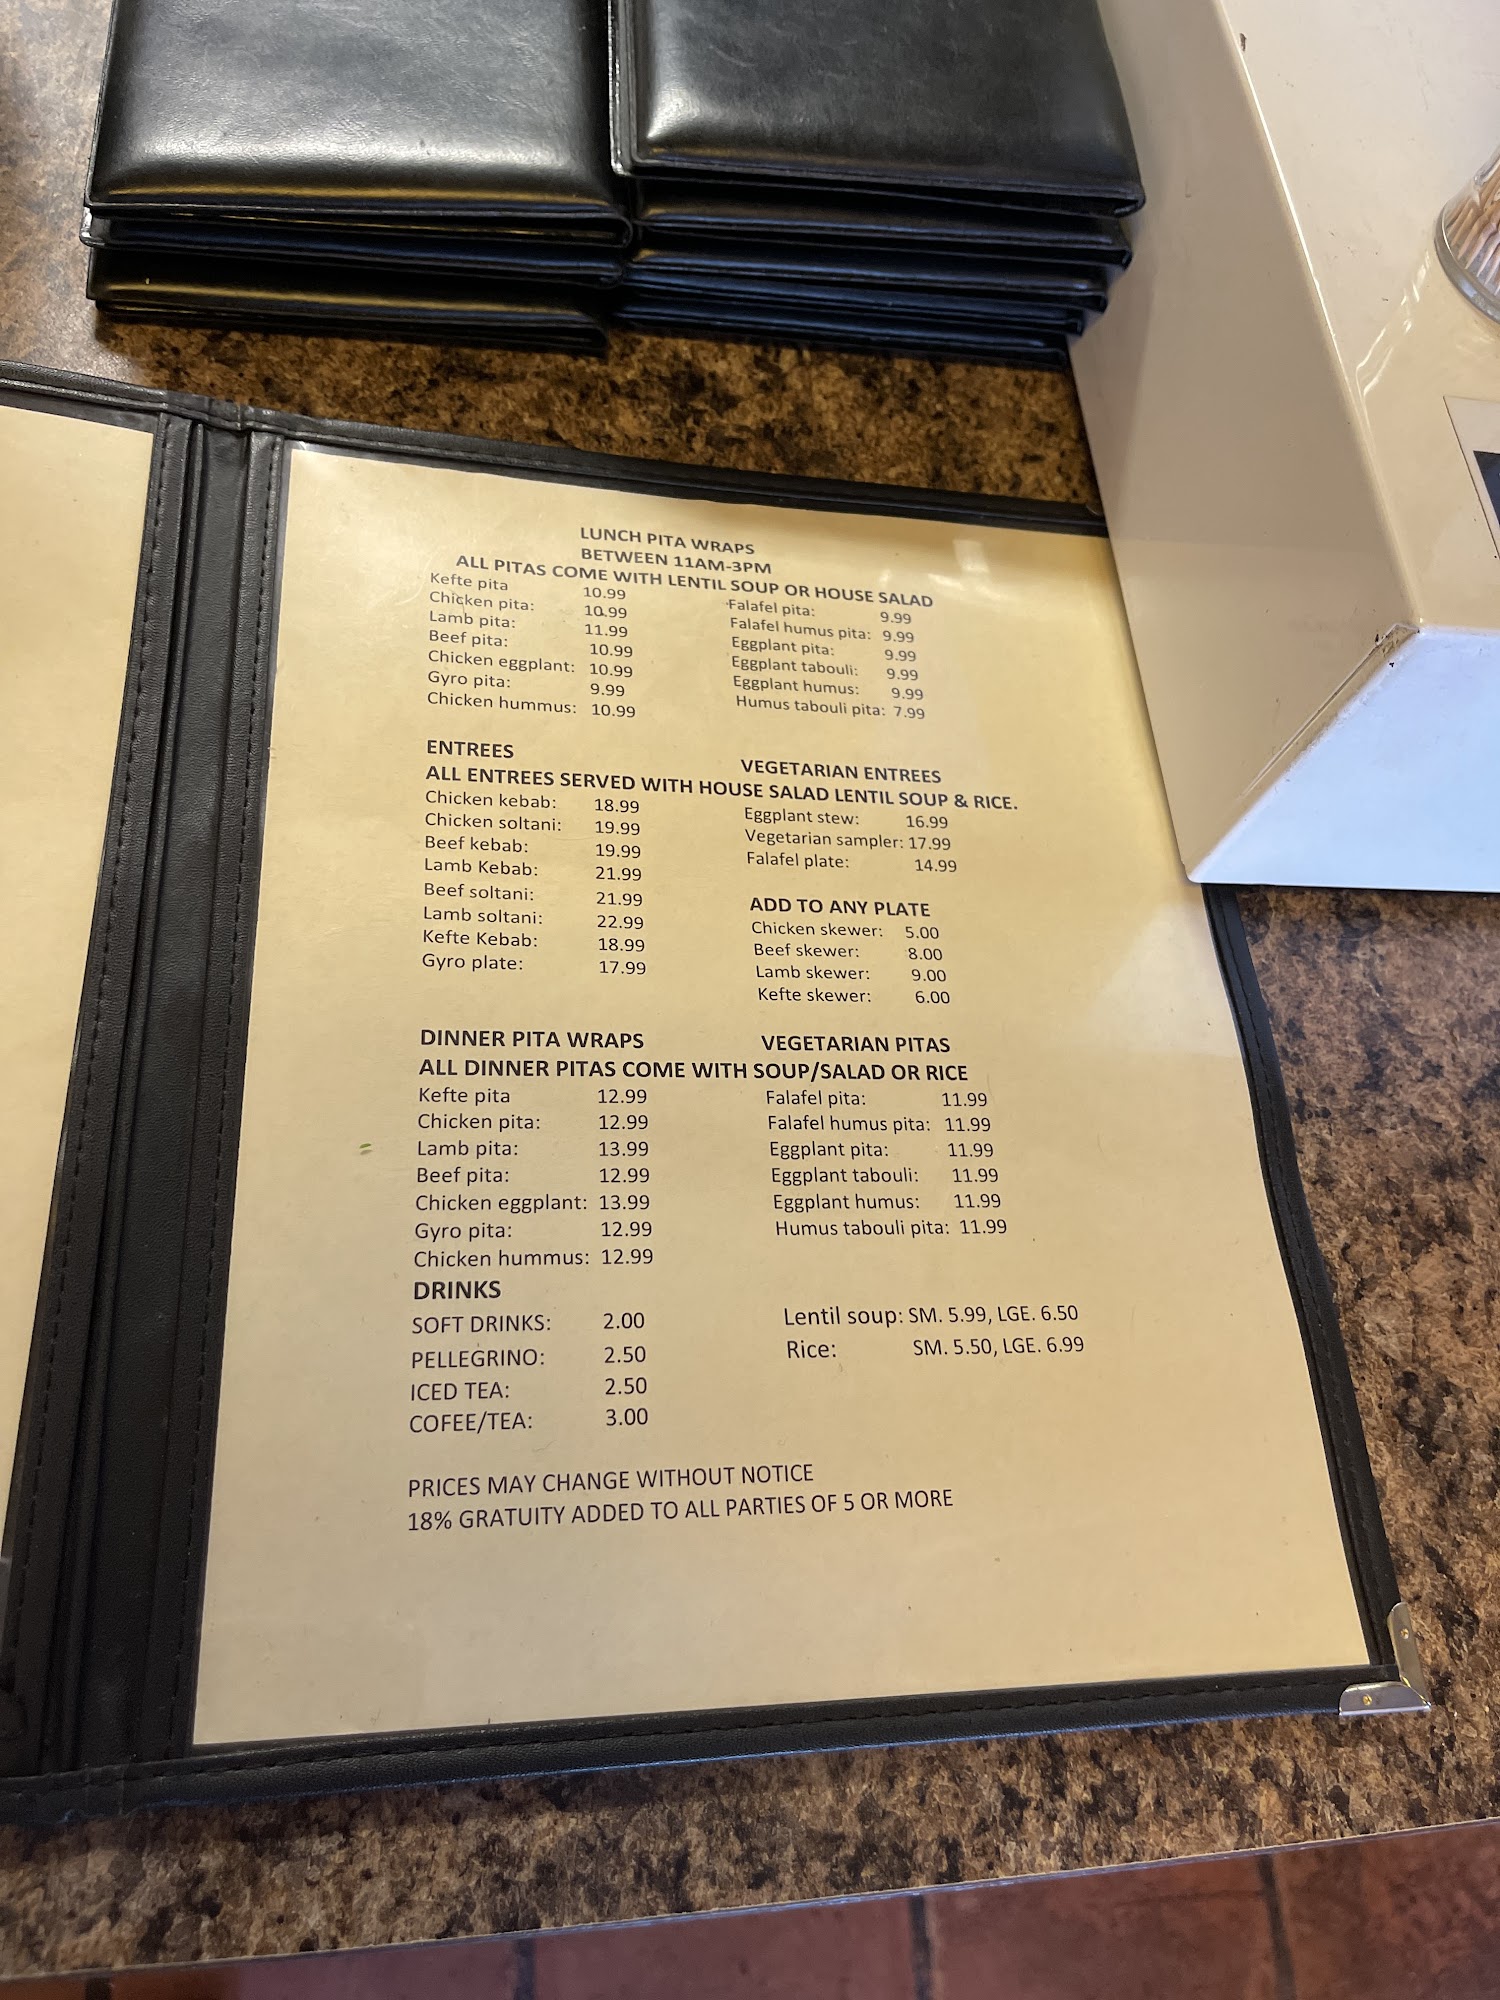 LUNCH PITA WRAPS
BETWEEN 11AM-3PM
ALL PITAS COME WITH LENTIL SOUP OR HOUSE SALAD
Kefte pita 10.99
Chicken pita: 10.99
Lamb pita: 11.99
Beef pita: 10.99
Chicken eggplant: 10.99
Gyro pita: 9.99
Chicken hummus: 10.99
Falafel pita: 9.99
Falafel humus pita: 9.99
Eggplant pita: 9.99
Eggplant tabouli: 9.99
Eggplant humus: 9.99
Humus tabouli pita: 7.99
ENTREES
VEGETARIAN ENTREES
ALL ENTREES SERVED WITH HOUSE SALAD LENTIL SOUP & RICE.
Chicken kebab: 18.99
Chicken soltani: 19.99
Beef kebab: 19.99
Lamb Kebab: 21.99
Beef soltani: 21.99
Lamb soltani: 22.99
Kefte Kebab: 18.99
Gyro plate: 17.99
Eggplant stew: 16.99
Vegetarian sampler: 17.99
Falafel plate: 14.99
ADD TO ANY PLATE
Chicken skewer: 5.00
Beef skewer: 8.00
Lamb skewer: 9.00
Kefte skewer: 6.00
DINNER PITA WRAPS
VEGETARIAN PITAS
ALL DINNER PITAS COME WITH SOUP/SALAD OR RICE
Kefte pita 12.99
Chicken pita: 12.99
Lamb pita: 13.99
Beef pita: 12.99
Chicken eggplant: 13.99
Gyro pita: 12.99
Chicken hummus: 12.99
Falafel pita: 11.99
Falafel humus pita: 11.99
Eggplant pita: 11.99
Eggplant tabouli: 11.99
Eggplant humus: 11.99
Humus tabouli pita: 11.99
DRINKS
SOFT DRINKS: 2.00
PELLEGRINO: 2.50
ICED TEA: 2.50
COFEE/TEA: 3.00
Lentil soup: SM. 5.99, LGE. 6.50
Rice: SM. 5.50, LGE. 6.99
PRICES MAY CHANGE WITHOUT NOTICE
18% GRATUITY ADDED TO ALL PARTIES OF 5 OR MORE